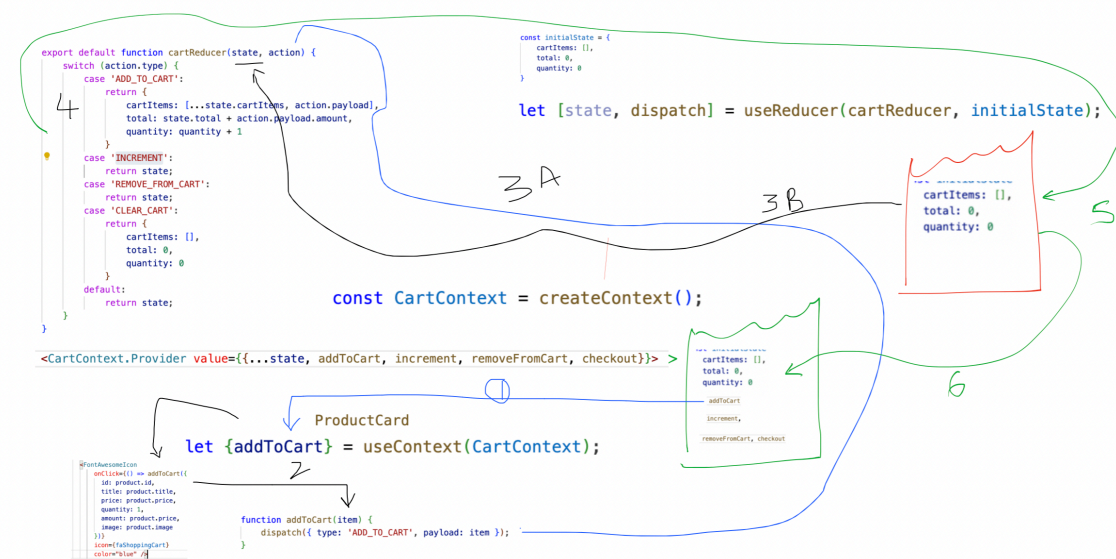 export default function cartReducer(state, action) {
switch (action.type) {
case 'ADD_TO_CART':
return {
cartItems: [...state.cartItems, action.payload],
total: state.total + action.payload.amount,
quantity: quantity + 1
}
case 'INCREMENT':
return state;
case 'REMOVE_FROM_CART':
return state;
case 'CLEAR_CART':
return {
cartItems: [],
total: 0,
quantity: 0
}
default:
return state;
}
}
4
const initialState = {
cartItems: [],
total: 0,
quantity: 0
}
let [state, dispatch] = useReducer(cartReducer, initialState);
3A
3B
cartItems: [],
total: 0,
quantity: 0
5
const CartContext = createContext();
<CartContext.Provider value={{...state, addToCart, increment, removeFromCart, checkout}}> >
cartItems: [],
total: 0,
quantity: 0
addToCart
increment,
removeFromCart, checkout
6
1
ProductCard
let {addToCart} = useContext(CartContext);
2
<FontAwesomeIcon
onClick={() => addToCart({
id: product.id,
title: product.title,
price: product.price,
quantity: 1,
amount: product.price,
image: product.image
})}
icon={faShoppingCart}
color="blue" />
function addToCart(item) {
dispatch({ type: 'ADD_TO_CART', payload: item });
}